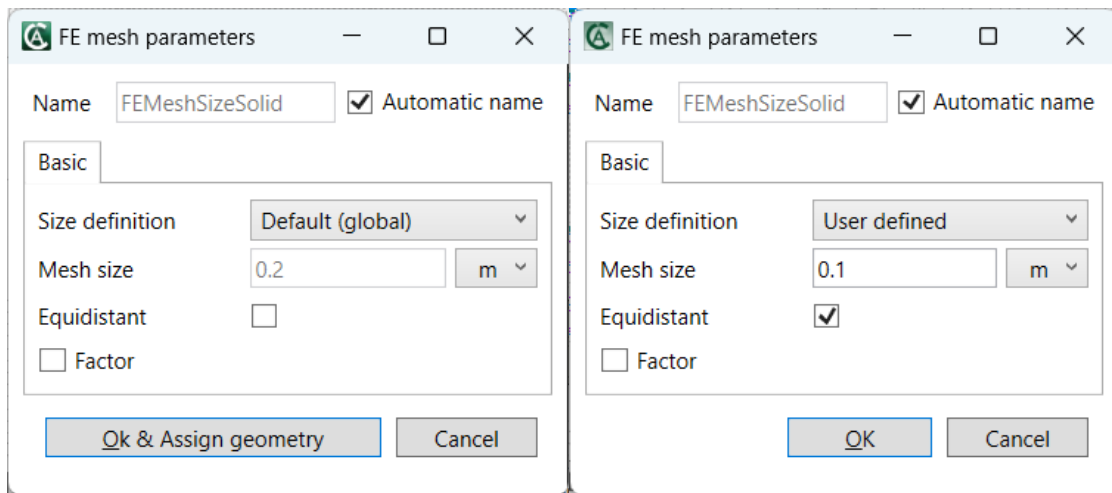 FE mesh parameters
Name FEMeshSizeSolid Automatic name
Basic
Size definition Default (global)
Mesh size 0.2 m
Equidistant
Factor
Ok & Assign geometry Cancel
FE mesh parameters
Name FEMeshSizeSolid Automatic name
Basic
Size definition User defined
Mesh size 0.1 m
Equidistant
Factor
OK Cancel